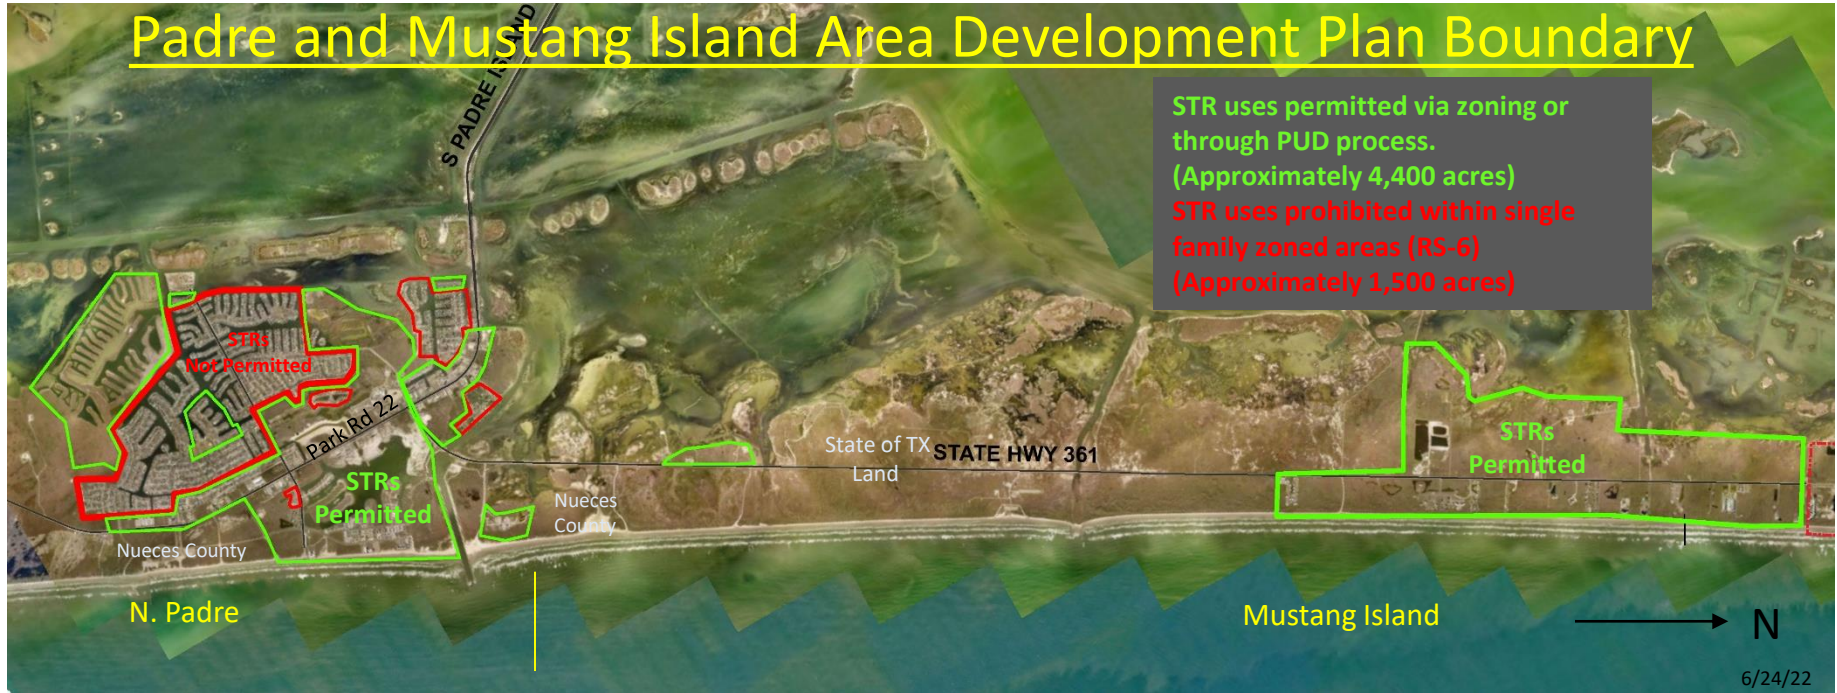 Padre and Mustang Island Area Development Plan Boundary
S PADRE ISLAND
STR uses permitted via zoning or
through PUD process.
(Approximately 4,400 acres)
STR uses prohibited within single
family zoned areas (RS-6)
(Approximately 1,500 acres)
STRs
Not Permitted
Park Rd 22
STRs
Permitted
Nueces County
Nueces
County
State of TX
Land
STATE HWY 361
STRs
Permitted
N. Padre
Mustang Island
N
6/24/22